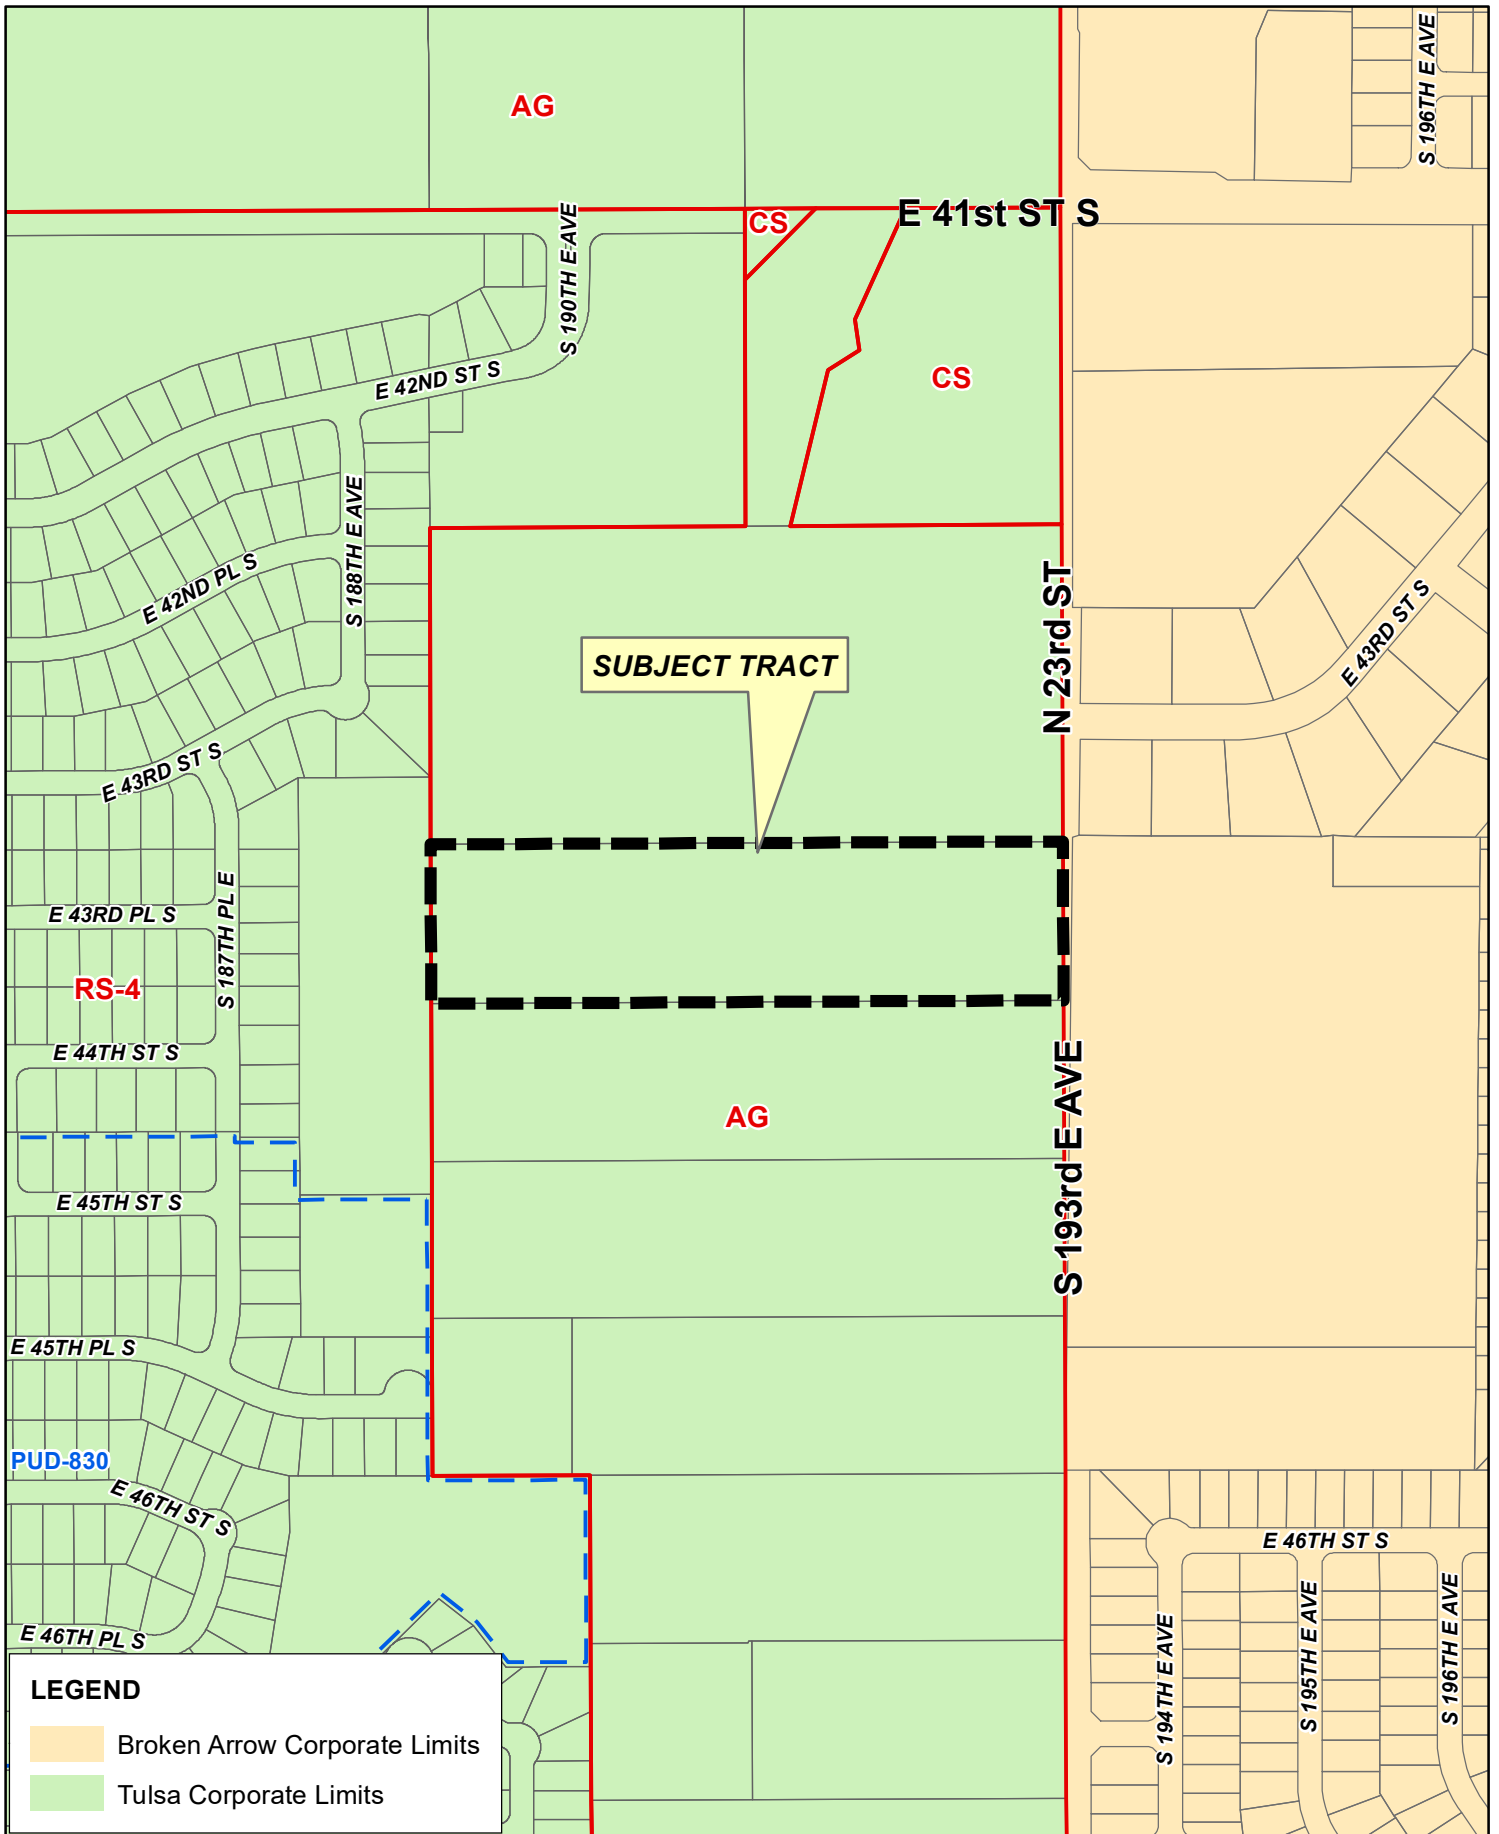 S 196TH E AVE
AG
E 41st ST S
CS
S 190TH E AVE
E 42ND ST S
CS
S 188TH E AVE
E 42ND PL S
N 23rd ST
E 43RD ST S
SUBJECT TRACT
E 43RD ST S
S 187TH PL E
E 43RD PL S
RS-4
E 44TH ST S
S 193rd E AVE
AG
E 45TH ST S
E 45TH PL S
PUD-830
E 46TH ST S
E 46TH ST S
S 194TH E AVE
S 195TH E AVE
S 196TH E AVE
E 46TH PL S
LEGEND
Broken Arrow Corporate Limits
Tulsa Corporate Limits